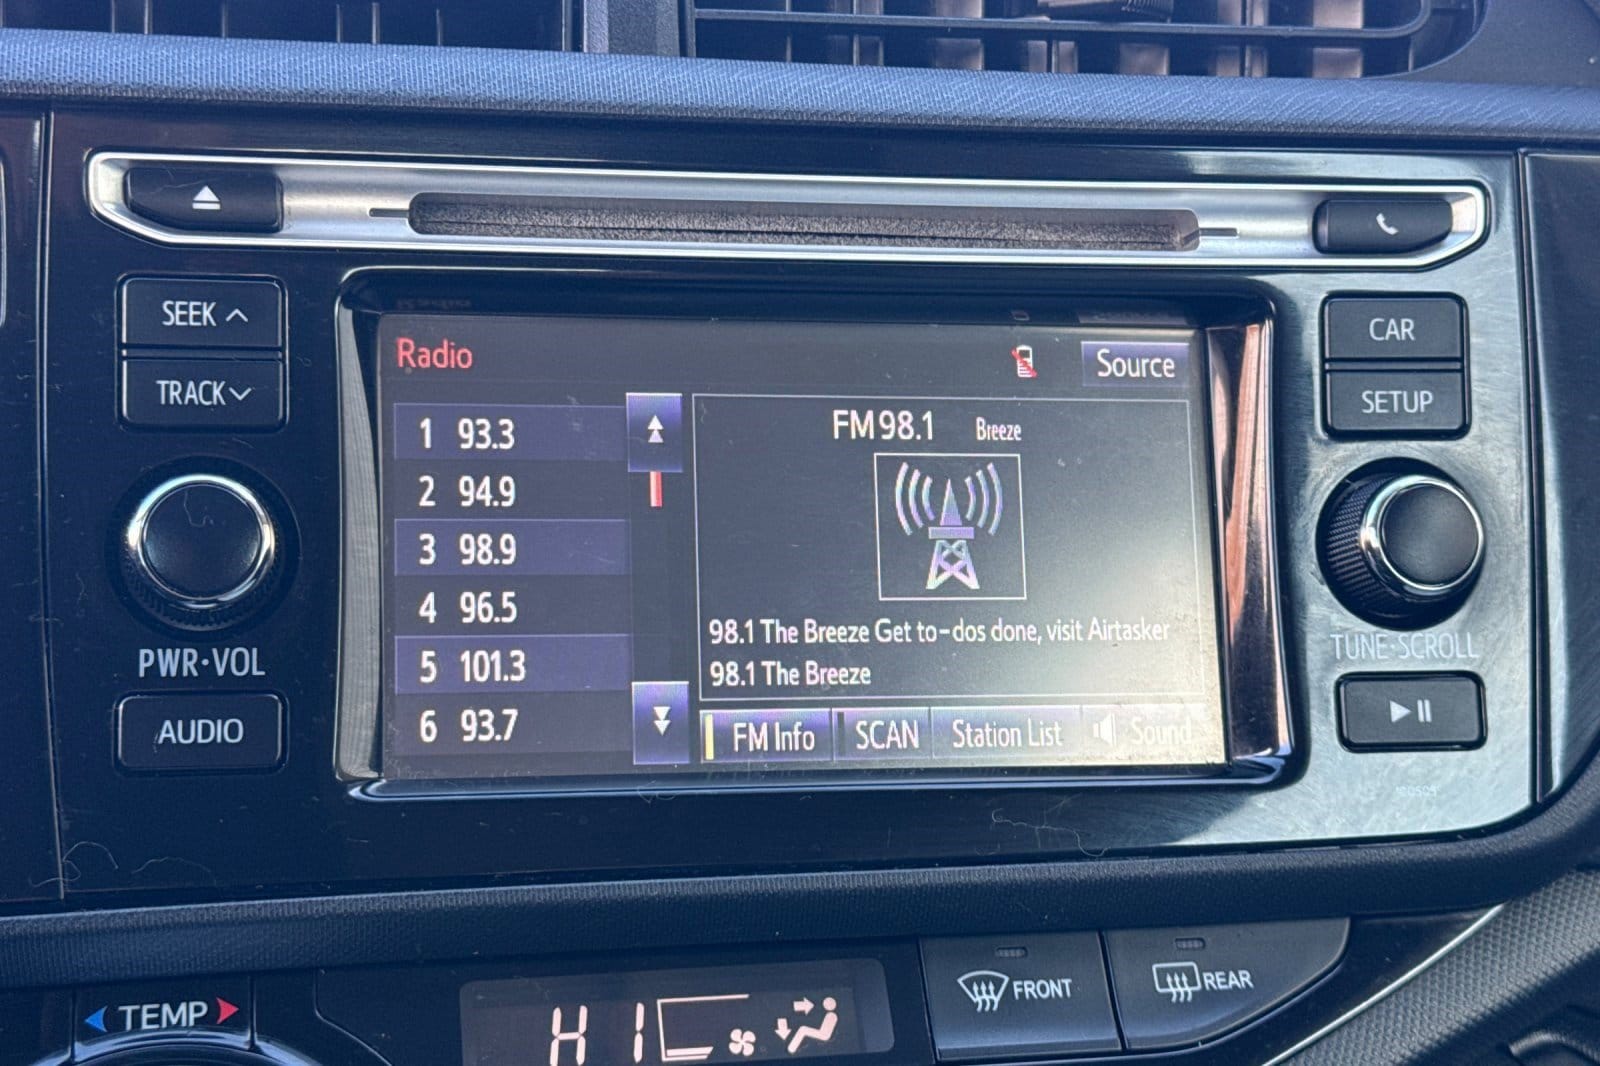 SEEK
TRACK
PWR·VOL
AUDIO
Radio
Source
1 93.3
2 94.9
3 98.9
4 96.5
5 101.3
6 93.7
FM 98.1 Breeze
98.1 The Breeze Get to-dos done, visit Airtasker
98.1 The Breeze
FM Info SCAN Station List Sound
CAR
SETUP
TUNE·SCROLL
TEMP
HI
FRONT
REAR